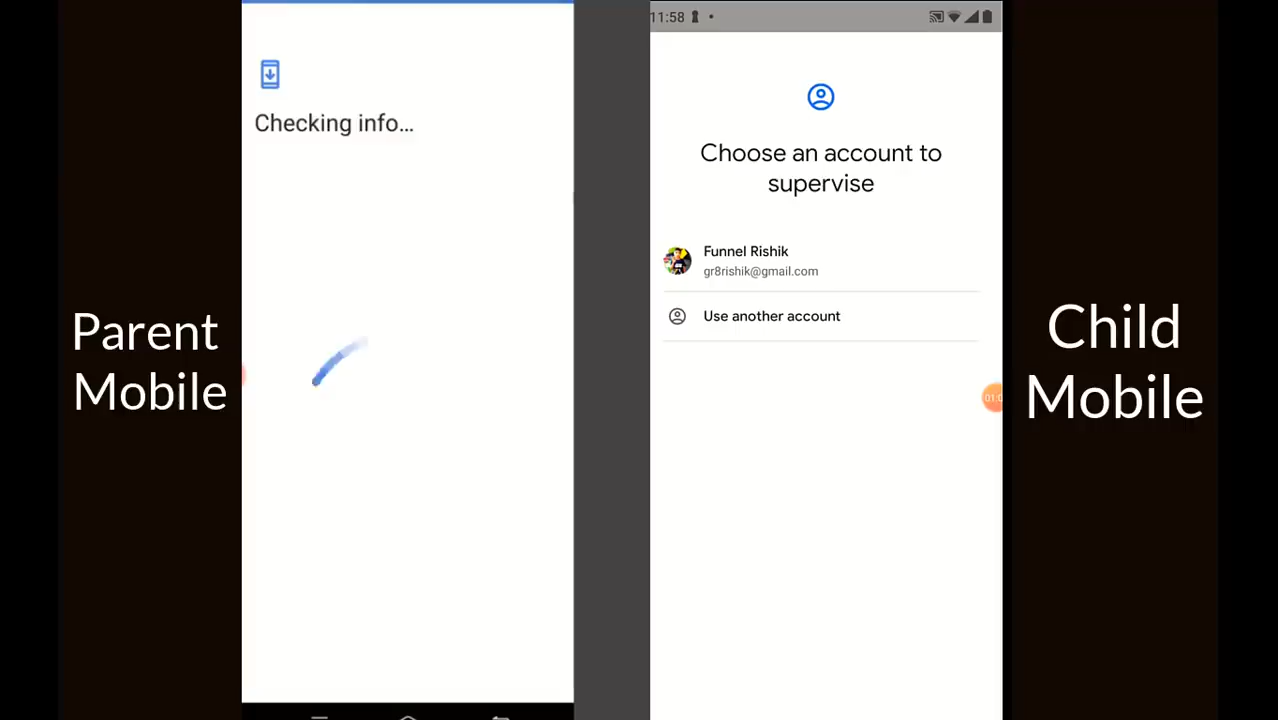 Parent
Mobile
Checking info...
11:58
Choose an account to
supervise
Funnel Rishik
gr8rishik@gmail.com
Use another account
Child
Mobile